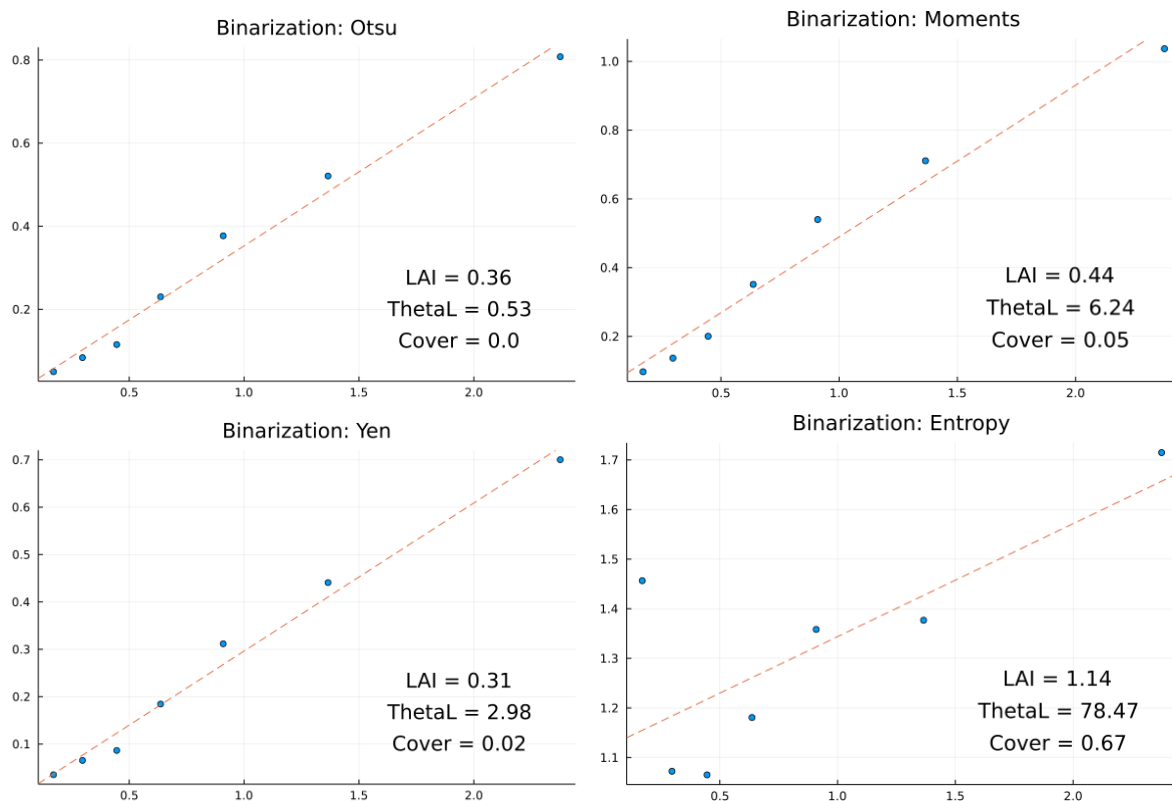 Binarization: Otsu
0.8
0.6
0.4
0.2
LAI = 0.36
ThetaL = 0.53
Cover = 0.0
0.5
1.0
1.5
2.0
Binarization: Moments
1.0
0.8
0.6
0.4
0.2
LAI = 0.44
ThetaL = 6.24
Cover = 0.05
0.5
1.0
1.5
2.0
Binarization: Yen
0.7
0.6
0.5
0.4
0.3
0.2
0.1
LAI = 0.31
ThetaL = 2.98
Cover = 0.02
0.5
1.0
1.5
2.0
Binarization: Entropy
1.7
1.6
1.5
1.4
1.3
1.2
1.1
LAI = 1.14
ThetaL = 78.47
Cover = 0.67
0.5
1.0
1.5
2.0